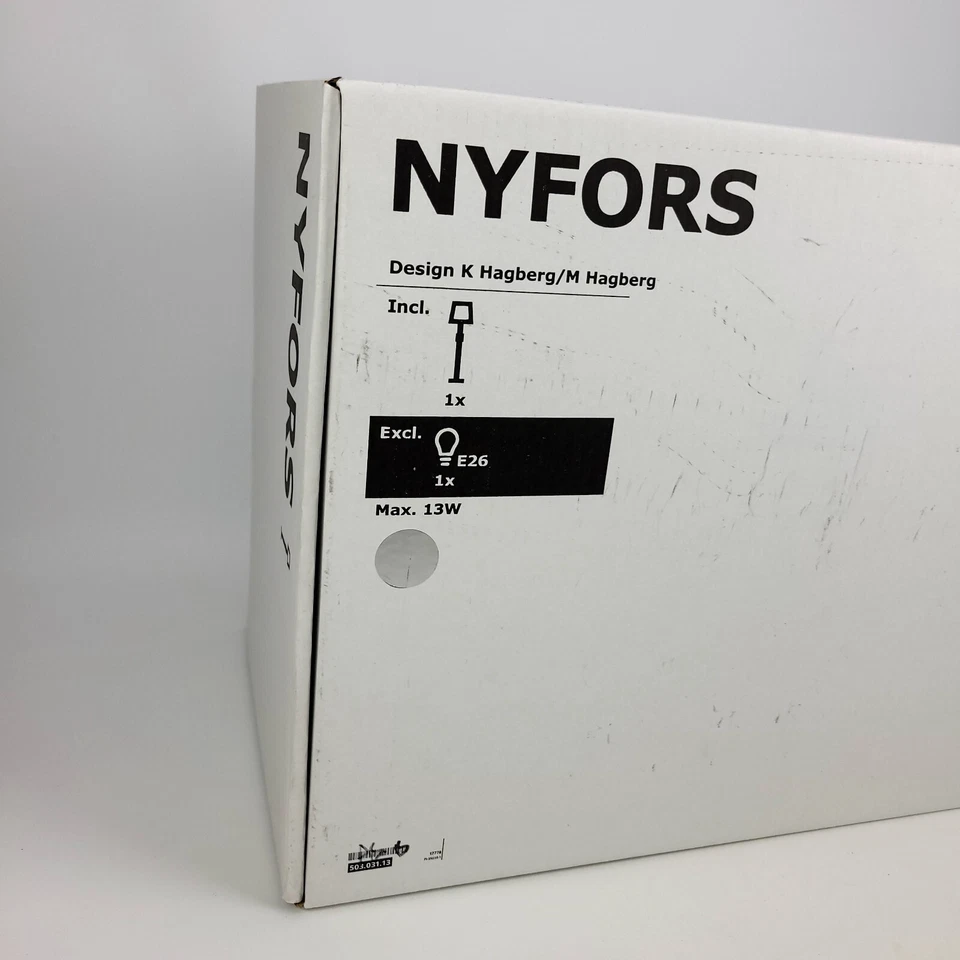 NYFORS
NYFORS
Design K Hagberg/M Hagberg
Incl.
1x
Excl.
E26
1x
Max. 13W
503.031.13